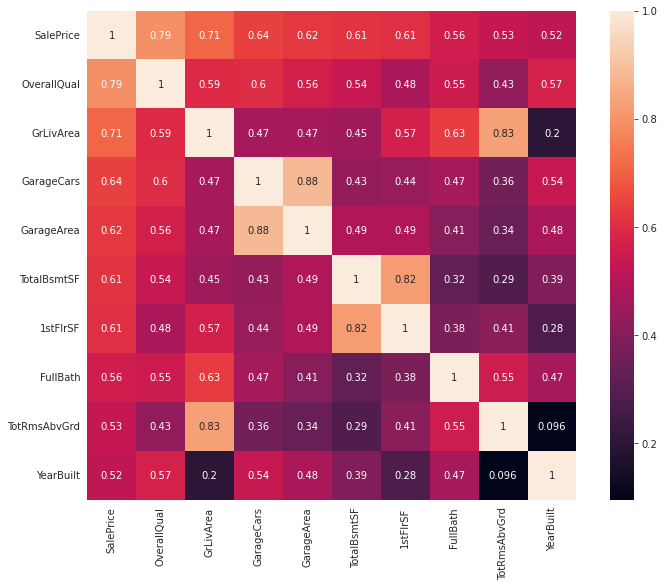 SalePrice 1 0.79 0.71 0.64 0.62 0.61 0.61 0.56 0.53 0.52
OverallQual 0.79 1 0.59 0.6 0.56 0.54 0.48 0.55 0.43 0.57
GrLivArea 0.71 0.59 1 0.47 0.47 0.45 0.57 0.63 0.83 0.2
GarageCars 0.64 0.6 0.47 1 0.88 0.43 0.44 0.47 0.36 0.54
GarageArea 0.62 0.56 0.47 0.88 1 0.49 0.49 0.41 0.34 0.48
TotalBsmtSF 0.61 0.54 0.45 0.43 0.49 1 0.82 0.32 0.29 0.39
1stFlrSF 0.61 0.48 0.57 0.44 0.49 0.82 1 0.38 0.41 0.28
FullBath 0.56 0.55 0.63 0.47 0.41 0.32 0.38 1 0.55 0.47
TotRmsAbvGrd 0.53 0.43 0.83 0.36 0.34 0.29 0.41 0.55 1 0.096
YearBuilt 0.52 0.57 0.2 0.54 0.48 0.39 0.28 0.47 0.096 1
SalePrice
OverallQual
GrLivArea
GarageCars
GarageArea
TotalBsmtSF
1stFlrSF
FullBath
TotRmsAbvGrd
YearBuilt
1.0
0.8
0.6
0.4
0.2